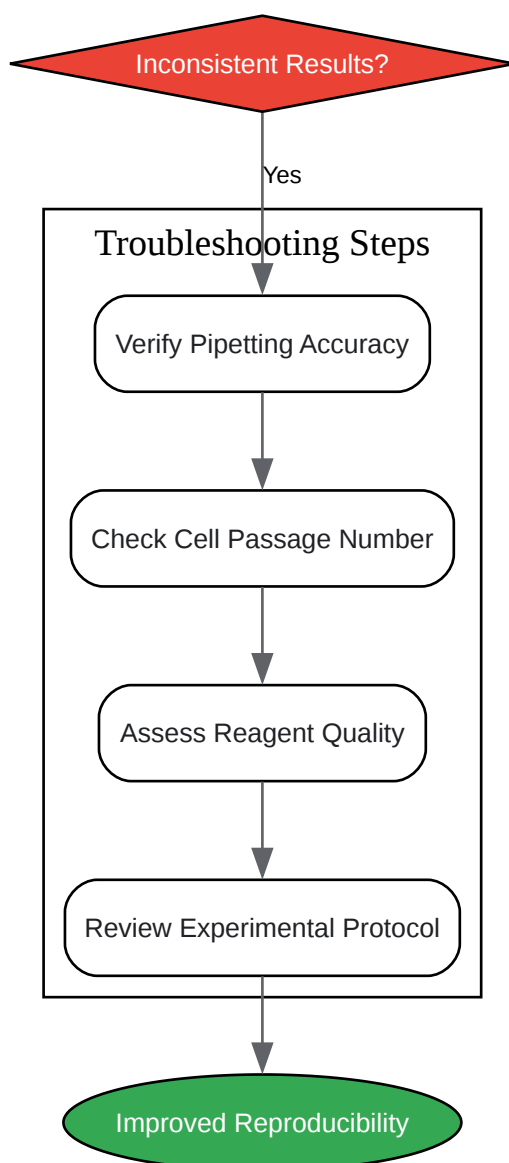 Inconsistent Results?
Yes
Troubleshooting Steps
Verify Pipetting Accuracy
Check Cell Passage Number
Assess Reagent Quality
Review Experimental Protocol
Improved Reproducibility